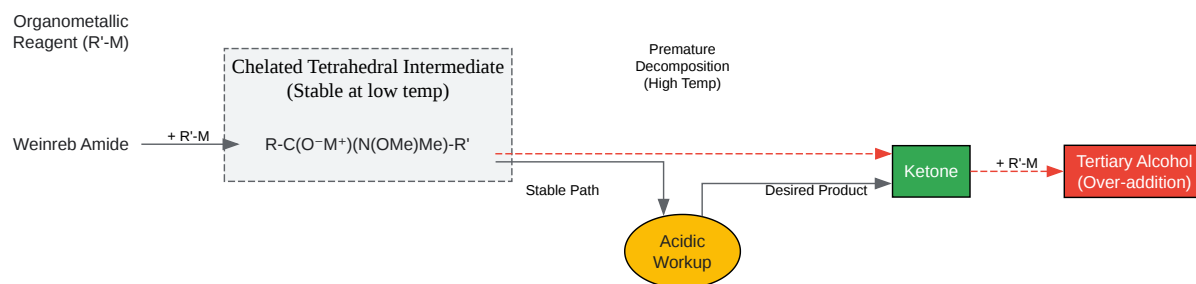 Organometallic
Reagent (R'-M)
Premature
Decomposition
(High Temp)
Chelated Tetrahedral Intermediate
(Stable at low temp)
Weinreb Amide
+ R'-M
R-C(O⁻M⁺)(N(OMe)Me)-R'
Stable Path
Acidic
Workup
Desired Product
Ketone
+ R'-M
Tertiary Alcohol
(Over-addition)